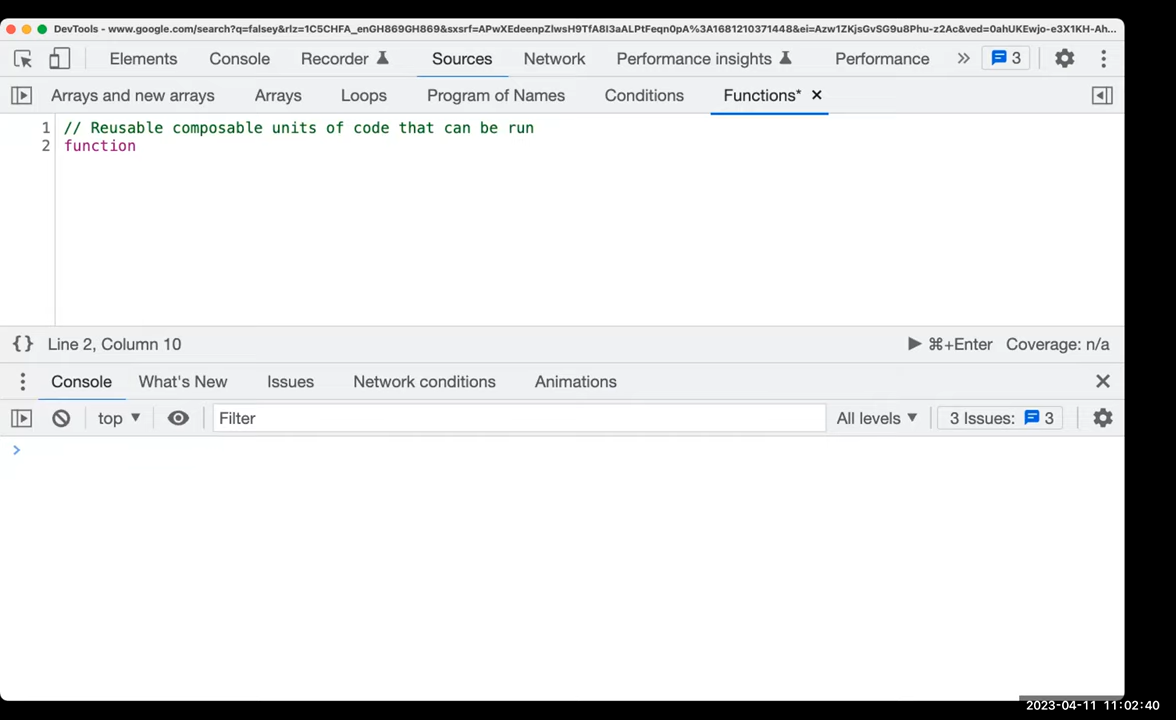 DevTools - www.google.com/search?q=falsey&rlz=1C5CHFA_enGH869GH869&sxsrf=APwXEdeenpZlwsH9TfA8I3aALPtFeqn0pA%3A1681210371448&ei=Azw1ZKjsGvSG9u8Phu-z2Ac&ved=0ahUKEwjo-e3X1KH-Ah...
Elements Console Recorder Sources Network Performance insights Performance 3
Arrays and new arrays Arrays Loops Program of Names Conditions Functions*
1 // Reusable composable units of code that can be run
2 function
{} Line 2, Column 10 ⌘+Enter Coverage: n/a
Console What's New Issues Network conditions Animations
top Filter All levels 3 Issues: 3
>
2023-04-11 11:02:40